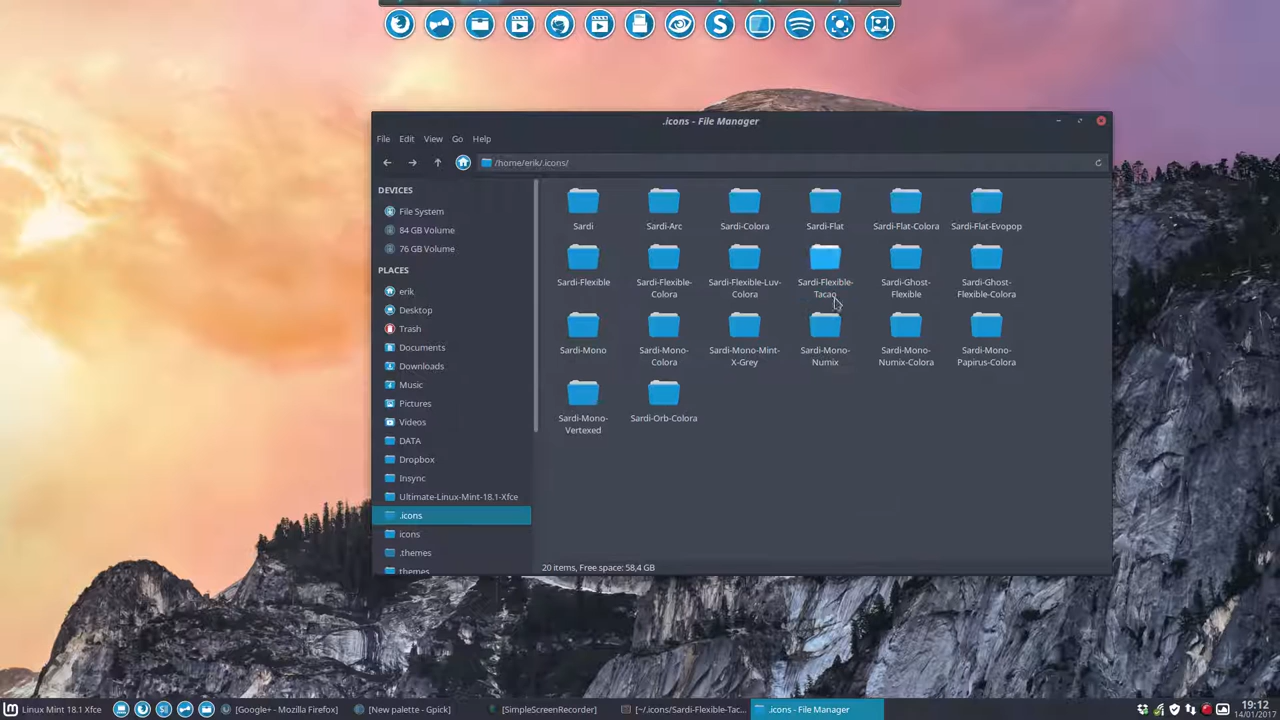 .icons - File Manager
File Edit View Go Help
/home/erik/.icons/
DEVICES
File System
84 GB Volume
76 GB Volume
PLACES
erik
Desktop
Trash
Documents
Downloads
Music
Pictures
Videos
DATA
Dropbox
Insync
Ultimate-Linux-Mint-18.1-Xfce
.icons
icons
.themes
themes
Sardi
Sardi-Arc
Sardi-Colora
Sardi-Flat
Sardi-Flat-Colora
Sardi-Flat-Evopop
Sardi-Flexible
Sardi-Flexible-
Colora
Sardi-Flexible-Luv-
Colora
Sardi-Flexible-
Tacao
Sardi-Ghost-
Flexible
Sardi-Ghost-
Flexible-Colora
Sardi-Mono
Sardi-Mono-
Colora
Sardi-Mono-Mint-
X-Grey
Sardi-Mono-
Numix
Sardi-Mono-
Numix-Colora
Sardi-Mono-
Papirus-Colora
Sardi-Mono-
Vertexed
Sardi-Orb-Colora
20 items, Free space: 58,4 GB
Linux Mint 18.1 Xfce
[Google+ - Mozilla Firefox]
[New palette - Gpick]
[SimpleScreenRecorder]
[~/.icons/Sardi-Flexible-Tac...
.icons - File Manager
19:12
14/01/2017